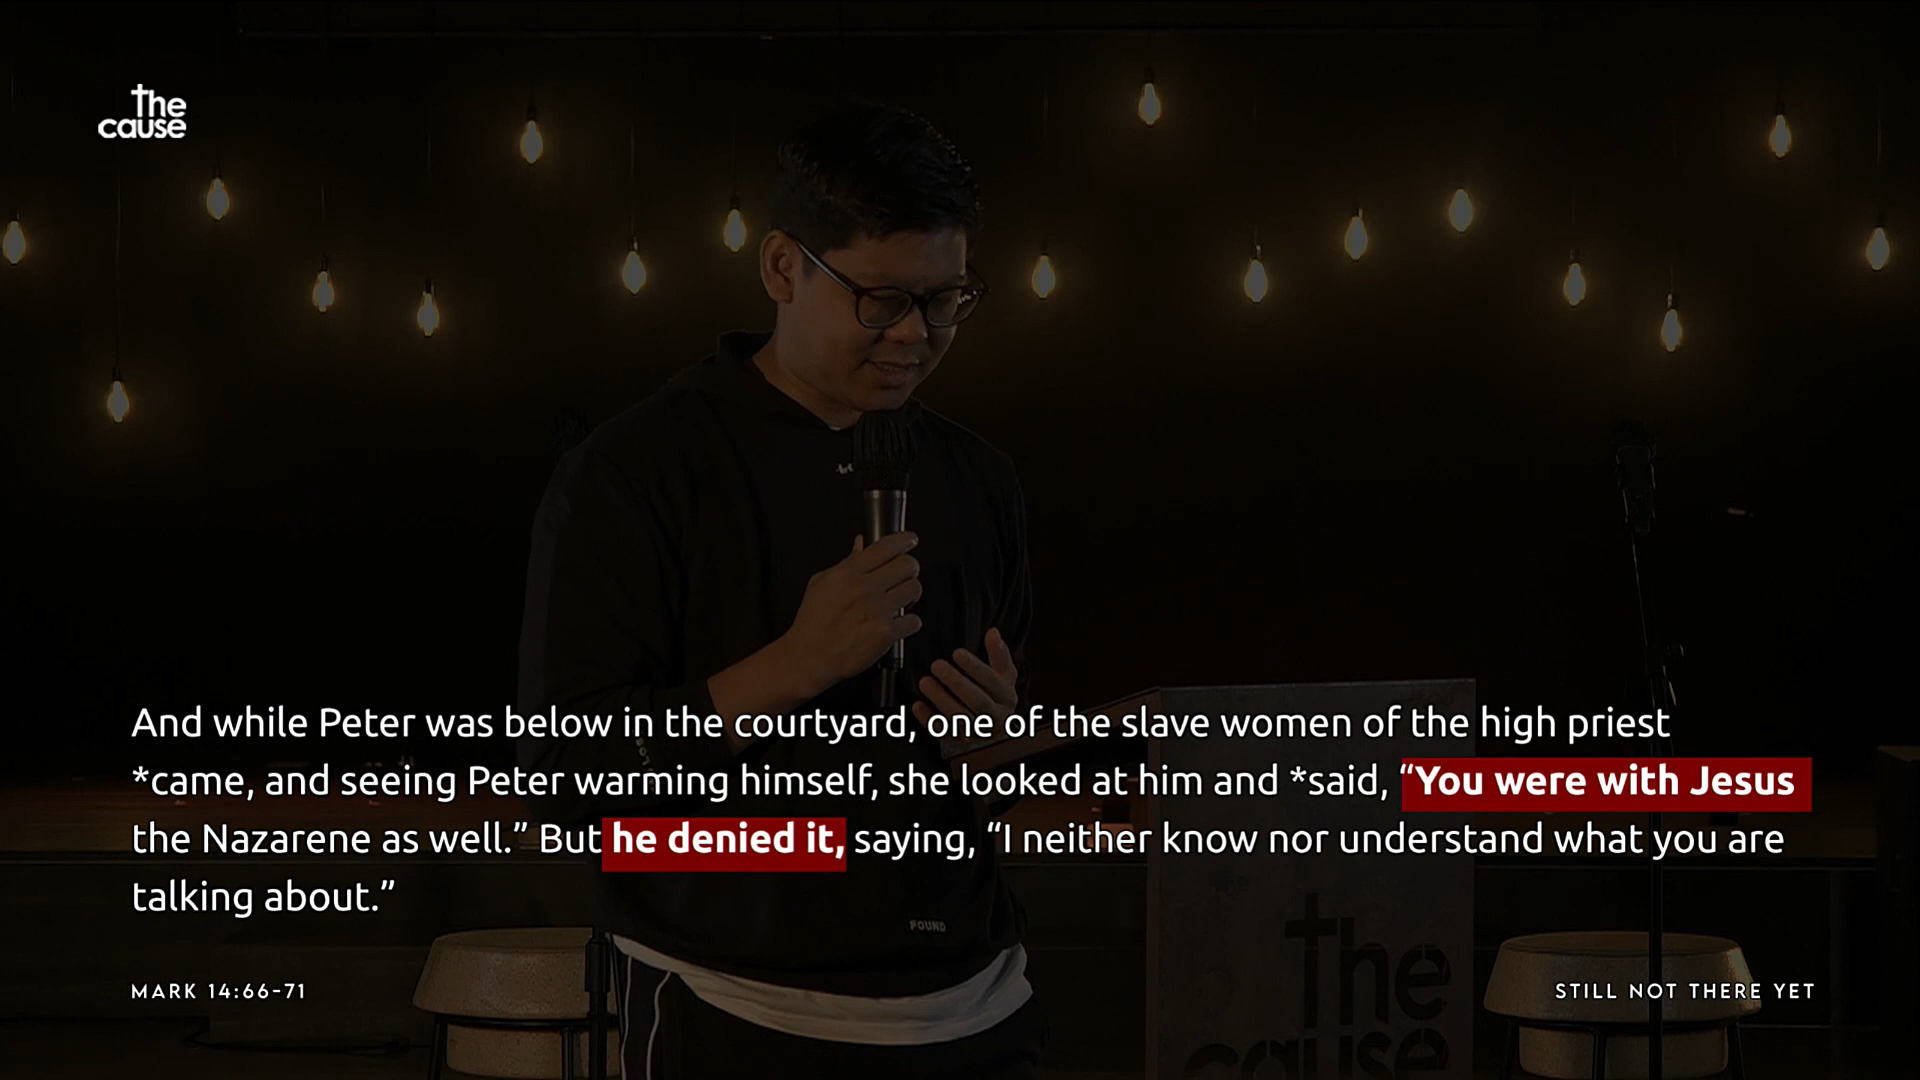 the
cause
And while Peter was below in the courtyard, one of the slave women of the high priest
*came, and seeing Peter warming himself, she looked at him and *said, “You were with Jesus
the Nazarene as well.” But he denied it, saying, “I neither know nor understand what you are
talking about.”
POUND
MARK 14:66-71
STILL NOT THERE YET
the
cause